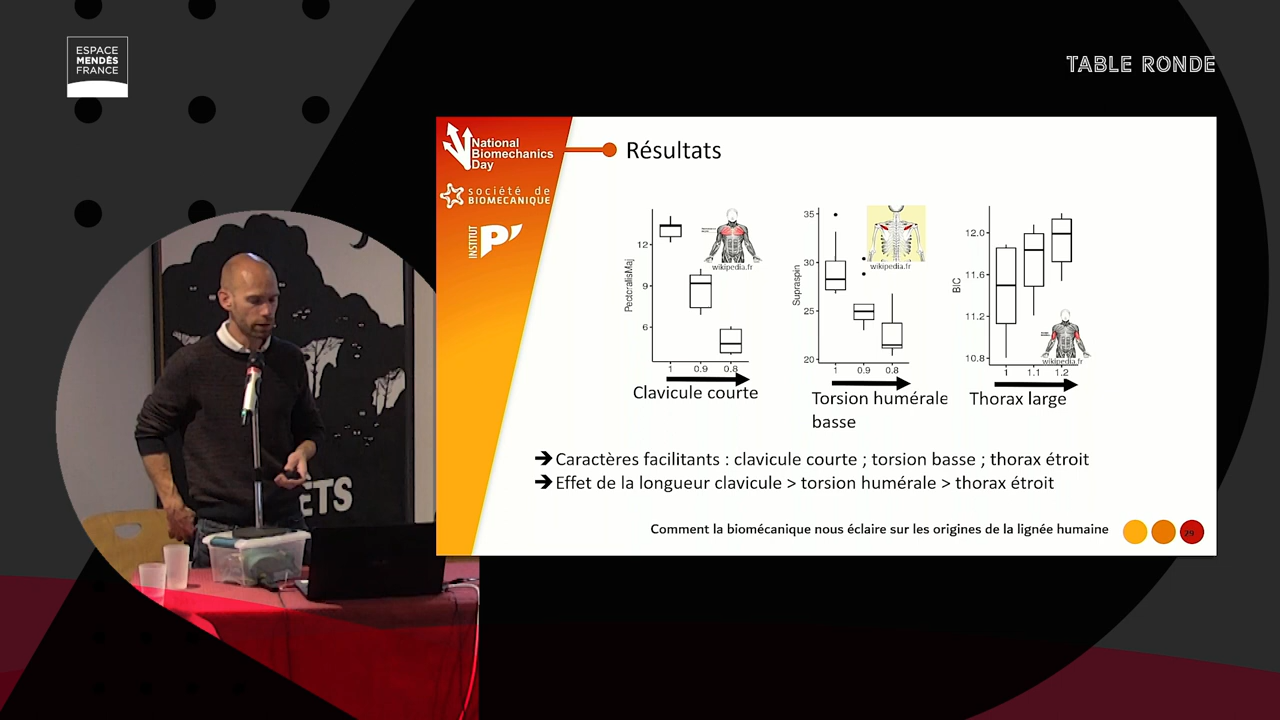 ESPACE
MENDÈS
FRANCE
TABLE RONDE
National
Biomechanics
Day
société de
BIOMECANIQUE
INSTITUT
P'
Résultats
PectoralisMaj
12
9
6
1 0.9 0.8
wikipedia.fr
Clavicule courte
Supraspin
35
30
25
20
1 0.9 0.8
wikipedia.fr
Torsion humérale
basse
BIC
12.0
11.6
11.2
10.8
1 1.1 1.2
wikipedia.fr
Thorax large
➔ Caractères facilitants : clavicule courte ; torsion basse ; thorax étroit
➔ Effet de la longueur clavicule > torsion humérale > thorax étroit
Comment la biomécanique nous éclaire sur les origines de la lignée humaine
ÊTS